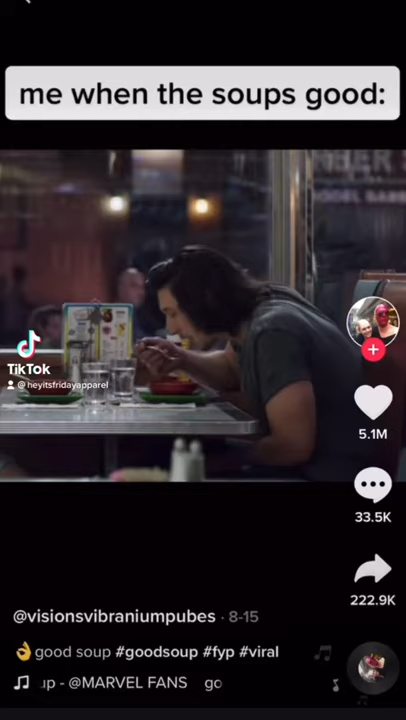 me when the soups good:
TikTok
@heyitsfridayapparel
5.1M
33.5K
222.9K
@visionsvibraniumpubes · 8-15
👌good soup #goodsoup #fyp #viral
up - @MARVEL FANS go